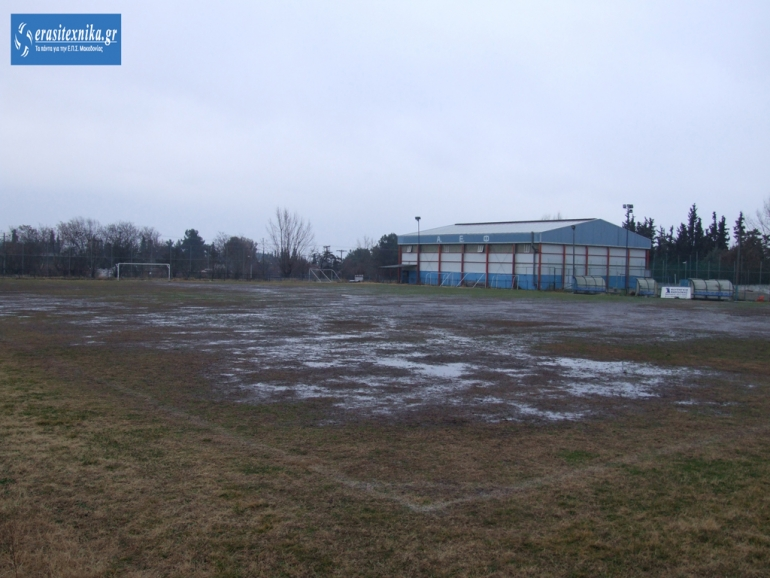 erasitexnika.gr
Τα πάντα για την Ε.Π.Σ. Μακεδονίας